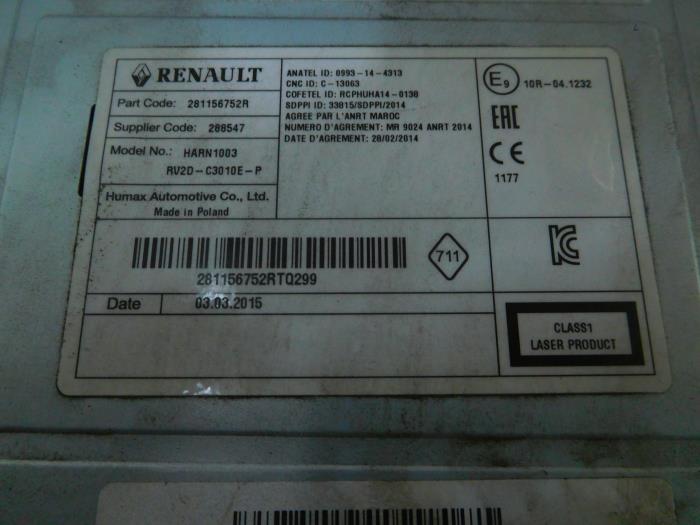 RENAULT
Part Code: 281156752R
Supplier Code: 288547
Model No.: HARN1003
RV2D-C3010E-P
Humax Automotive Co., Ltd.
Made in Poland
ANATEL ID: 0993-14-4313
CNC ID: C-13063
COFETEL ID: RCPHUHA14-0138
SDPPI ID: 33815/SDPPI/2014
AGREE PAR L'ANRT MAROC
NUMERO D'AGREMENT: MR 9024 ANRT 2014
DATE D'AGREMENT: 28/02/2014
E9 10R-04.1232
EAC
CE
1177
281156752RTQ299
711
KC
Date 03.03.2015
CLASS1
LASER PRODUCT